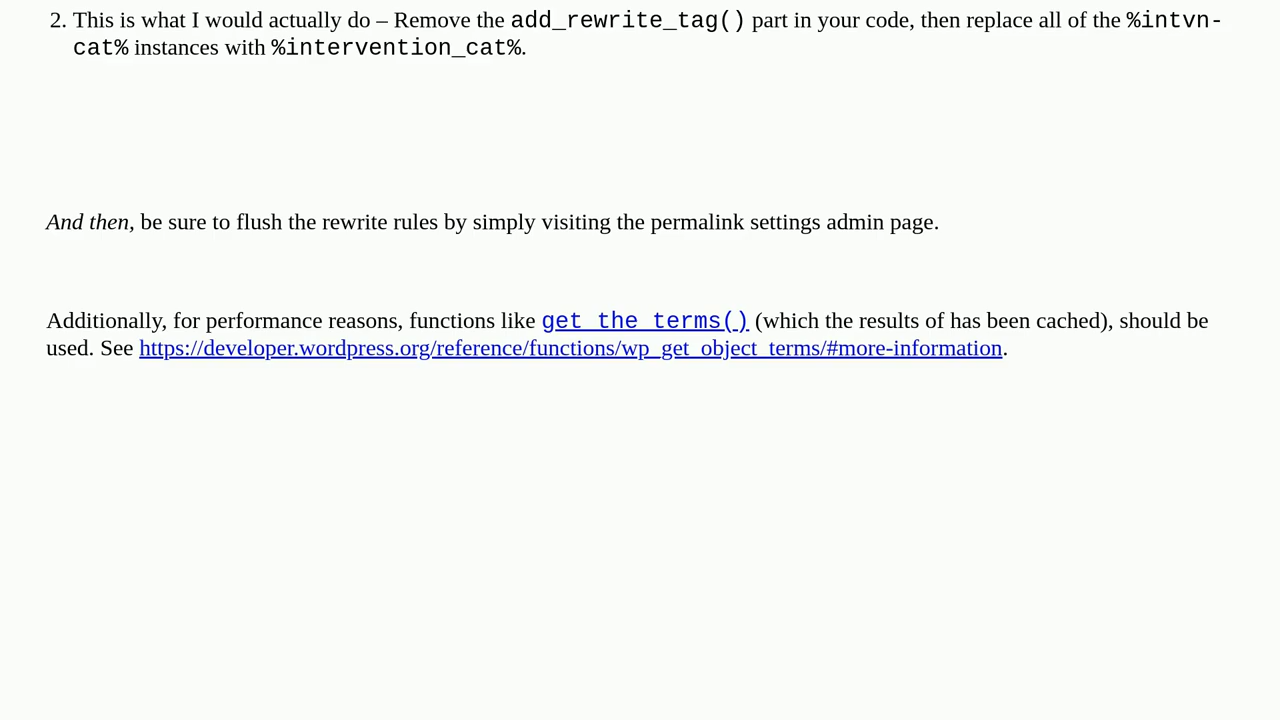 2. This is what I would actually do – Remove the add_rewrite_tag() part in your code, then replace all of the %intvn-
cat% instances with %intervention_cat%.
And then, be sure to flush the rewrite rules by simply visiting the permalink settings admin page.
Additionally, for performance reasons, functions like get_the_terms() (which the results of has been cached), should be
used. See https://developer.wordpress.org/reference/functions/wp_get_object_terms/#more-information.